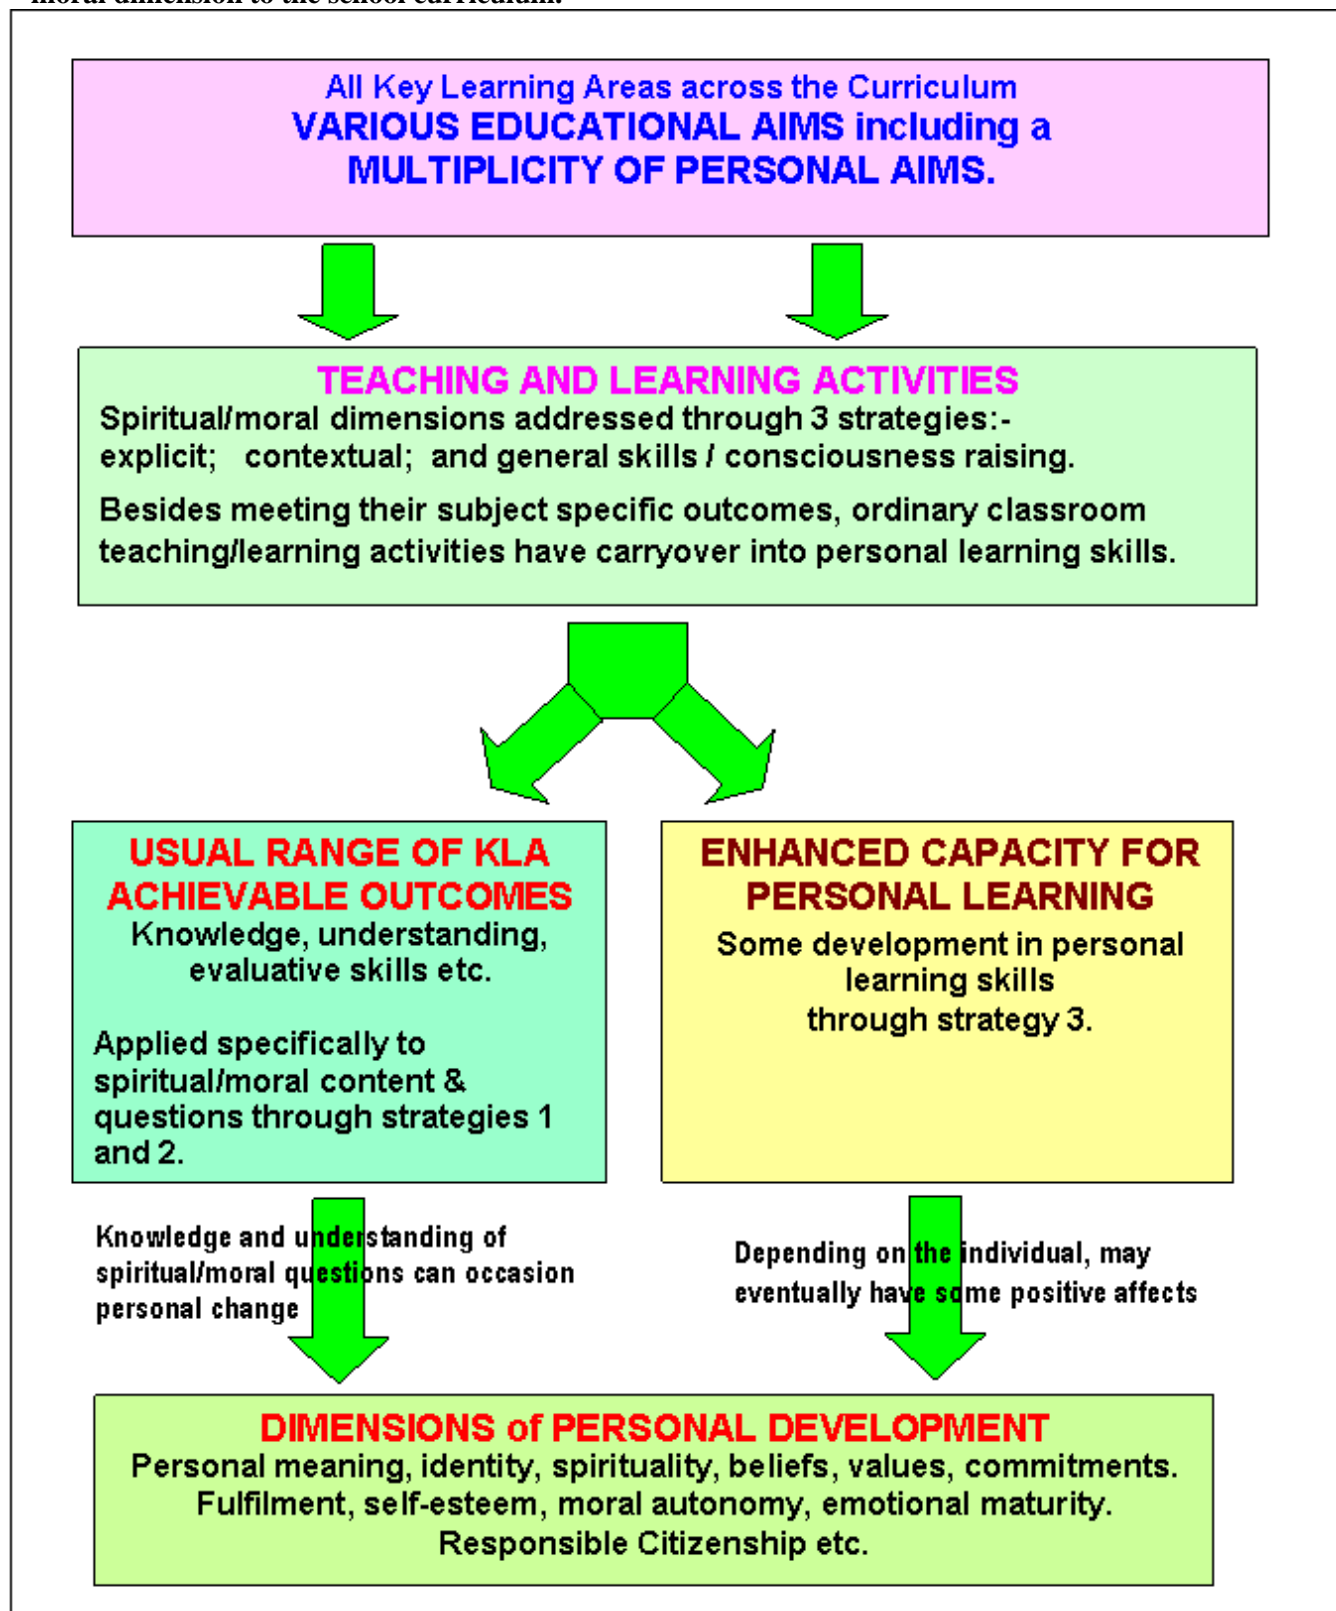 moral dimension to the school curriculum.
All Key Learning Areas across the Curriculum
VARIOUS EDUCATIONAL AIMS including a
MULTIPLICITY OF PERSONAL AIMS.
TEACHING AND LEARNING ACTIVITIES
Spiritual/moral dimensions addressed through 3 strategies:-
explicit; contextual; and general skills / consciousness raising.
Besides meeting their subject specific outcomes, ordinary classroom
teaching/learning activities have carryover into personal learning skills.
USUAL RANGE OF KLA
ACHIEVABLE OUTCOMES
Knowledge, understanding,
evaluative skills etc.
Applied specifically to
spiritual/moral content &
questions through strategies 1
and 2.
ENHANCED CAPACITY FOR
PERSONAL LEARNING
Some development in personal
learning skills
through strategy 3.
Knowledge and understanding of
spiritual/moral questions can occasion
personal change
Depending on the individual, may
eventually have some positive affects
DIMENSIONS of PERSONAL DEVELOPMENT
Personal meaning, identity, spirituality, beliefs, values, commitments.
Fulfilment, self-esteem, moral autonomy, emotional maturity.
Responsible Citizenship etc.